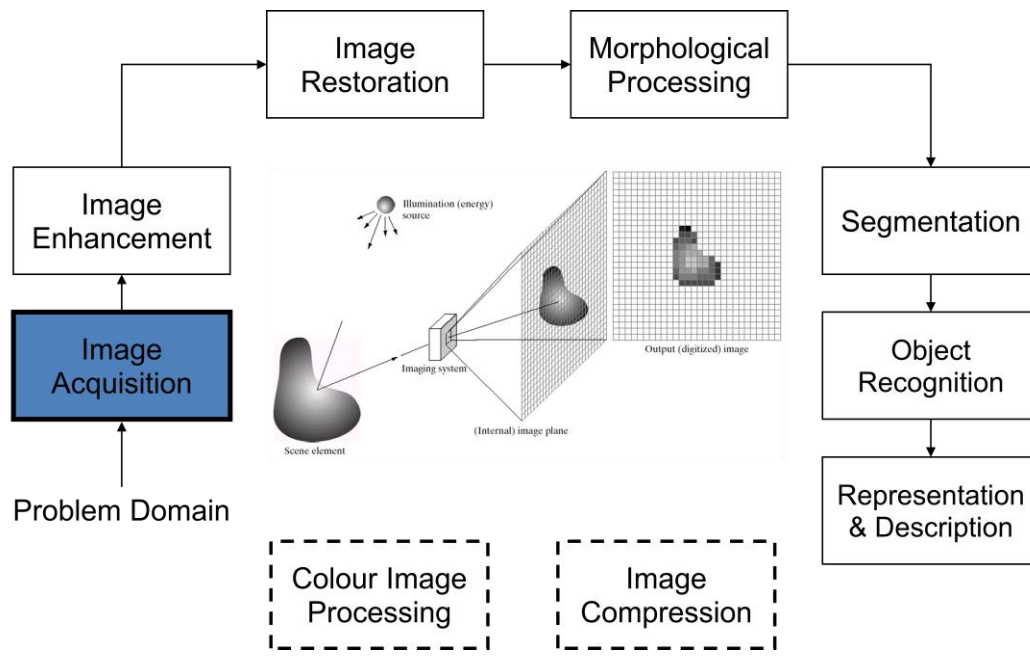 Image
Restoration
Morphological
Processing
Image
Enhancement
Illumination (energy)
source
Segmentation
Output (digitized) image
Imaging system
Image
Acquisition
Object
Recognition
(Internal) image plane
Scene element
Problem Domain
Representation
& Description
Colour Image
Processing
Image
Compression